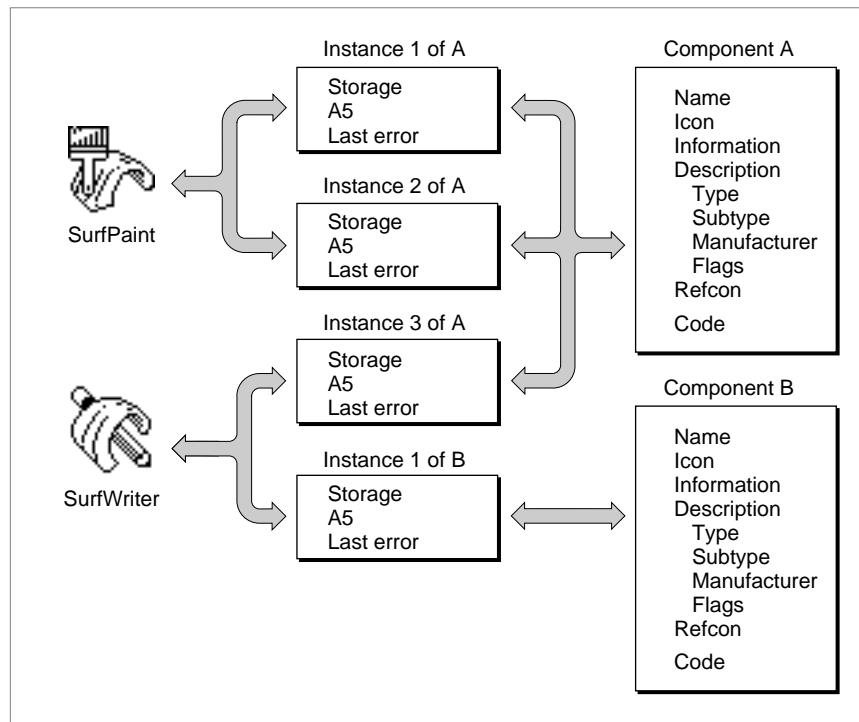 Instance 1 of A
Storage
A5
Last error
Instance 2 of A
Storage
A5
Last error
SurfPaint
Instance 3 of A
Storage
A5
Last error
Instance 1 of B
Storage
A5
Last error
SurfWriter
Component A
Name
Icon
Information
Description
Type
Subtype
Manufacturer
Flags
Refcon
Code
Component B
Name
Icon
Information
Description
Type
Subtype
Manufacturer
Flags
Refcon
Code